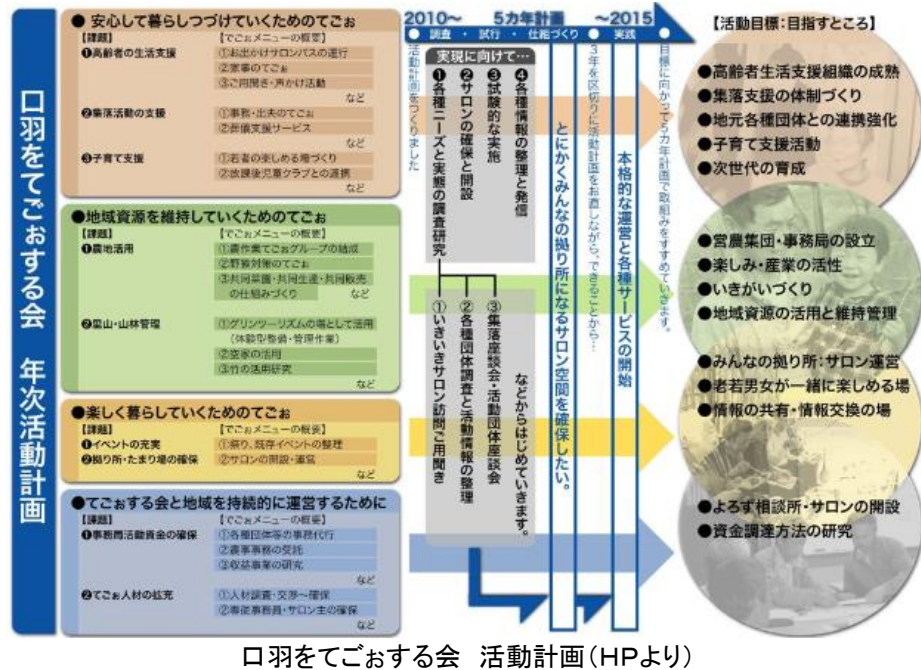 口羽をてごぉする会 年次活動計画
●安心して暮らしつづけていくためのてごぉ
【課題】 【てごぉメニューの概要】
❶高齢者の生活支援 ①お出かけサロンバスの運行
②家事のてごぉ
③ご用聞き・声かけ活動
など
❷集落活動の支援 ①事務・出夫のてごぉ
②葬儀支援サービス
など
❸子育て支援 ①若者の楽しめる場づくり
②放課後児童クラブとの連携
など
●地域資源を維持していくためのてごぉ
【課題】 【てごぉメニューの概要】
❶農地活用 ①農作業てごぉグループの結成
②野猿対策のてごぉ
③共同菜園・共同生産・共同販売
の仕組みづくり など
❷里山・山林管理 ①グリンツーリズムの場として活用
(体験型整備・管理作業)
②空家の活用
③竹の活用研究
など
●楽しく暮らしていくためのてごぉ
【課題】 【てごぉメニューの概要】
❶イベントの充実 ①祭り、既存イベントの整理
❷拠り所・たまり場の確保 ②サロンの開設・運営
など
●てごぉする会と地域を持続的に運営するために
【課題】 【てごぉメニューの概要】
❶事務局活動資金の確保 ①各種団体等の事務代行
②農事事務の受託
③収益事業の研究
など
❷てごぉ人材の拡充 ①人材調査・交渉～確保
②専従事務員・サロン主の確保
など
2010～ 5カ年計画 ～2015
調査・試行・仕組づくり 実践
活動計画をつくりました
実現に向けて…
❶各種ニーズと実態の調査研究
❷サロンの確保と開設
❸試験的な実施
❹各種情報の整理と発信
①いきいきサロン訪問ご用聞き
②各種団体調査と活動情報の整理
③集落座談会・活動団体座談会
などからはじめていきます。
とにかくみんなの拠り所になるサロン空間を確保したい。
3年を区切りに活動計画をお直しながら、できることから…
本格的な運営と各種サービスの開始
目標に向かって5カ年計画で取組みをすすめていきます。
【活動目標:目指すところ】
●高齢者生活支援組織の成熟
●集落支援の体制づくり
●地元各種団体との連携強化
●子育て支援活動
●次世代の育成
●営農集団・事務局の設立
●楽しみ・産業の活性
●いきがいづくり
●地域資源の活用と維持管理
●みんなの拠り所:サロン運営
●老若男女が一緒に楽しめる場
●情報の共有・情報交換の場
●よろず相談所・サロンの開設
●資金調達方法の研究
口羽をてごぉする会 活動計画(HPより)